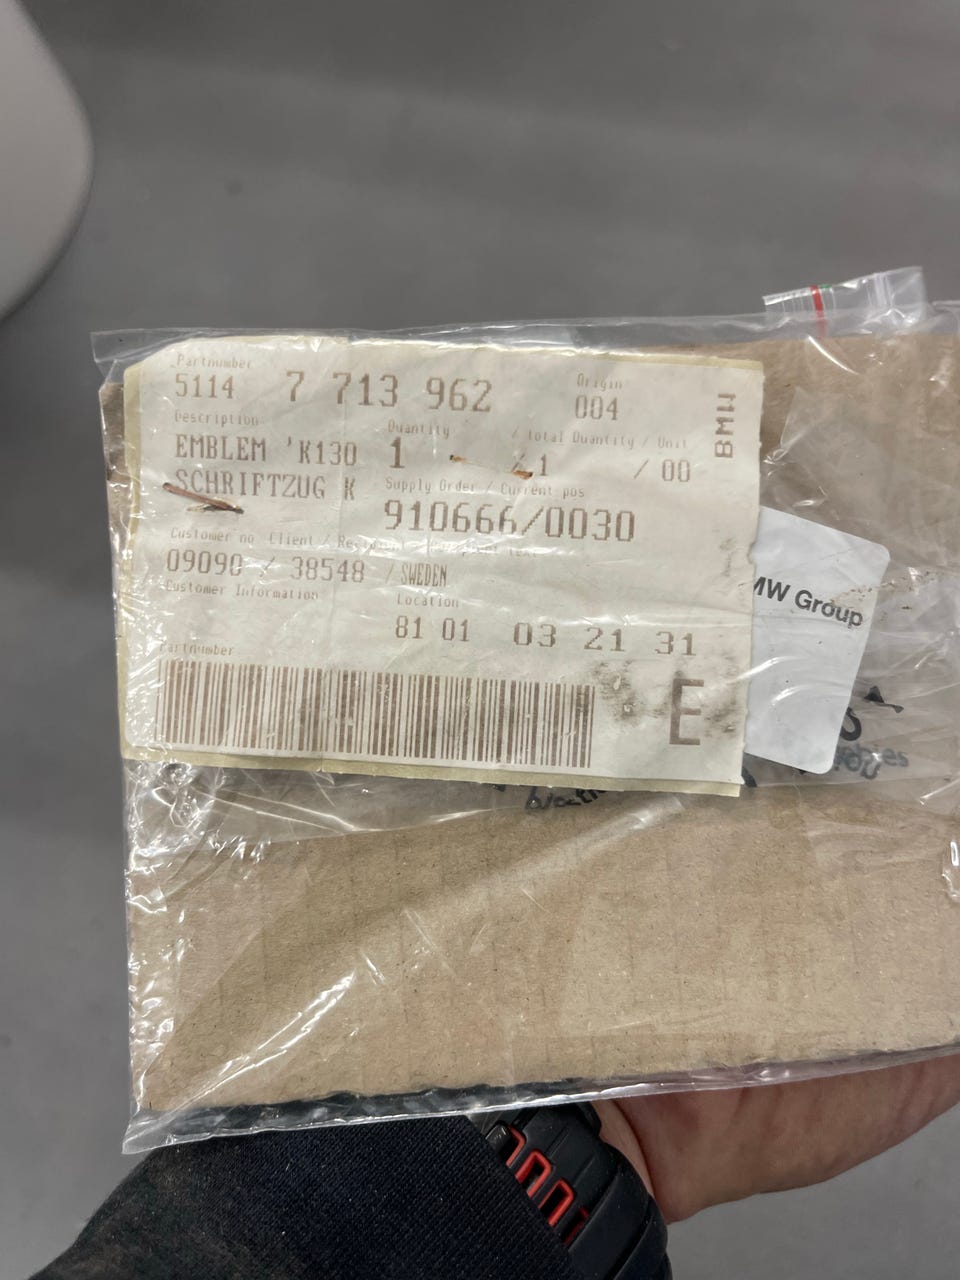 Partnumber
5114 7 713 962
Origin
004
BMW
Description
EMBLEM 'K130
SCHRIFTZUG K
Quantity / Total Quantity / Unit
1 / 1 / 00
Supply Order / Current pos
910666/0030
Customer no Client /
09090 / 38548 / SWEDEN
Customer Information
Location
81 01 03 21 31
Partnumber
E
MW Group